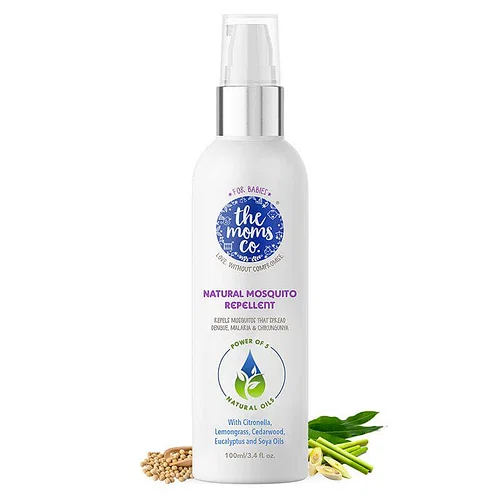 ★ FOR BABIES ★
the
moms
co.
LOVE, WITHOUT COMPROMISE.
NATURAL MOSQUITO
REPELLENT
REPELS MOSQUITOS THAT SPREAD
DENGUE, MALARIA & CHIKUNGUNYA
POWER OF 5
NATURAL OILS
With Citronella,
Lemongrass, Cedarwood,
Eucalyptus and Soya Oils
100ml/3.4 fl. oz.